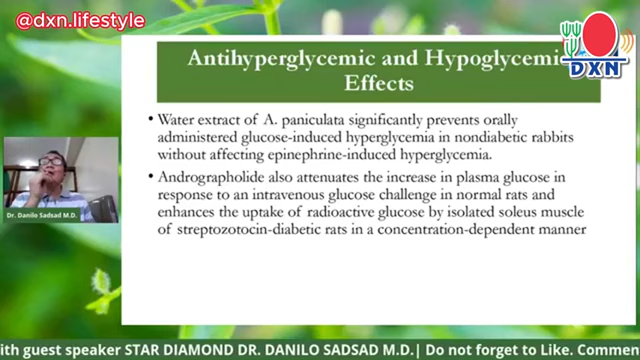 @dxn.lifestyle
DXN
Antihyperglycemic and Hypoglycemic
Effects
• Water extract of A. paniculata significantly prevents orally
administered glucose-induced hyperglycemia in nondiabetic rabbits
without affecting epinephrine-induced hyperglycemia.
• Andrographolide also attenuates the increase in plasma glucose in
response to an intravenous glucose challenge in normal rats and
enhances the uptake of radioactive glucose by isolated soleus muscle
of streptozotocin-diabetic rats in a concentration-dependent manner
Dr. Danilo Sadsad M.D.
ith guest speaker STAR DIAMOND DR. DANILO SADSAD M.D.| Do not forget to Like. Commen